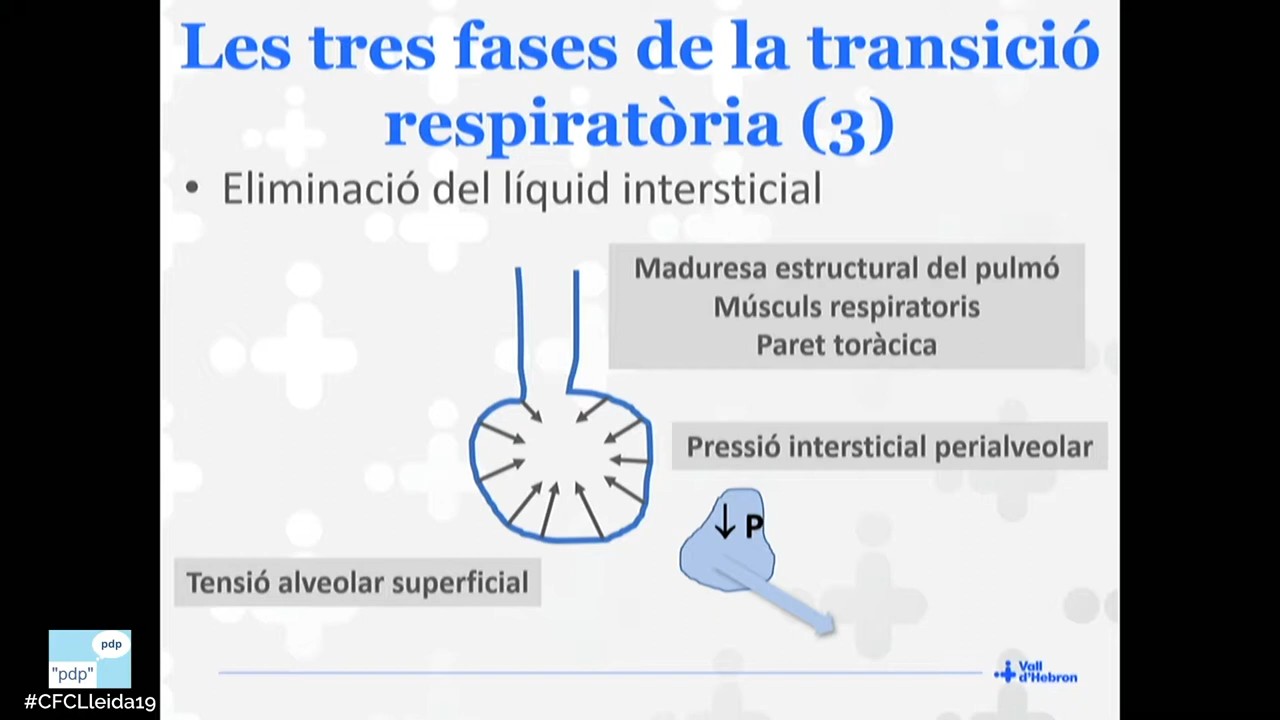 Les tres fases de la transició
respiratòria (3)
• Eliminació del líquid intersticial
Maduresa estructural del pulmó
Músculs respiratoris
Paret toràcica
Pressió intersticial perialveolar
↓ P
Tensió alveolar superficial
pdp
"pdp"
#CFCLleida19
Vall
d'Hebron